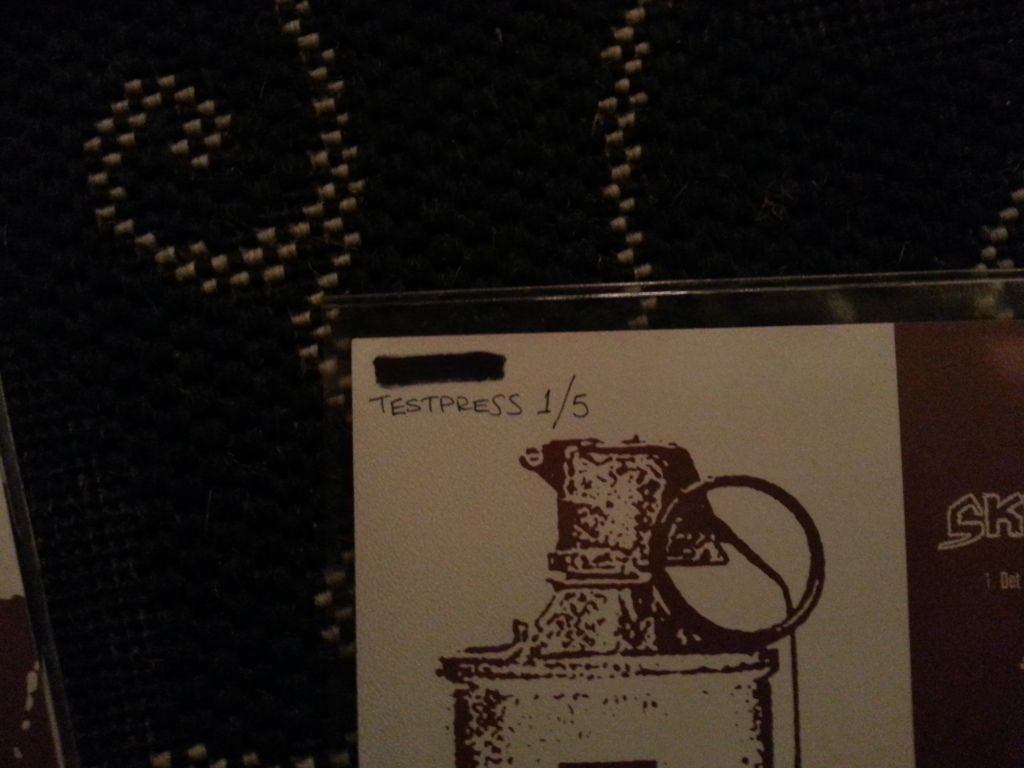 TESTPRESS 1/5
SK
1 Det